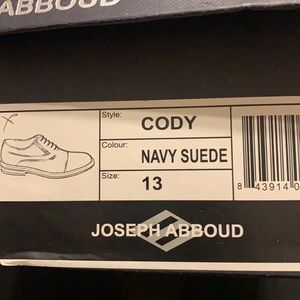 ABBOUD
Style: CODY
Colour: NAVY SUEDE
Size: 13
8 43914 0
JOSEPH ABBOUD